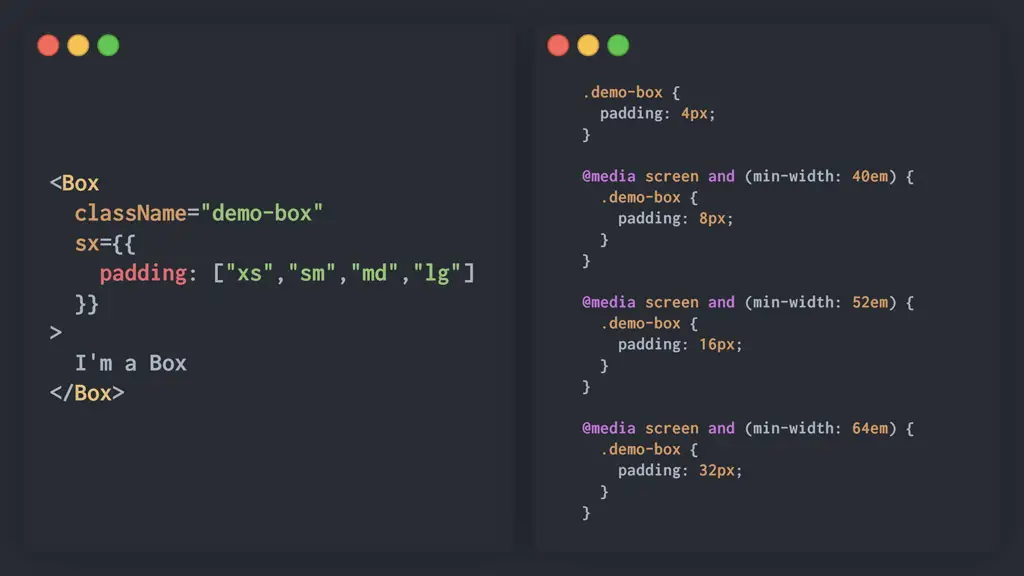 <Box
  className="demo-box"
  sx={{
    padding: ["xs","sm","md","lg"]
  }}
>
  I'm a Box
</Box>
.demo-box {
  padding: 4px;
}
@media screen and (min-width: 40em) {
  .demo-box {
    padding: 8px;
  }
}
@media screen and (min-width: 52em) {
  .demo-box {
    padding: 16px;
  }
}
@media screen and (min-width: 64em) {
  .demo-box {
    padding: 32px;
  }
}